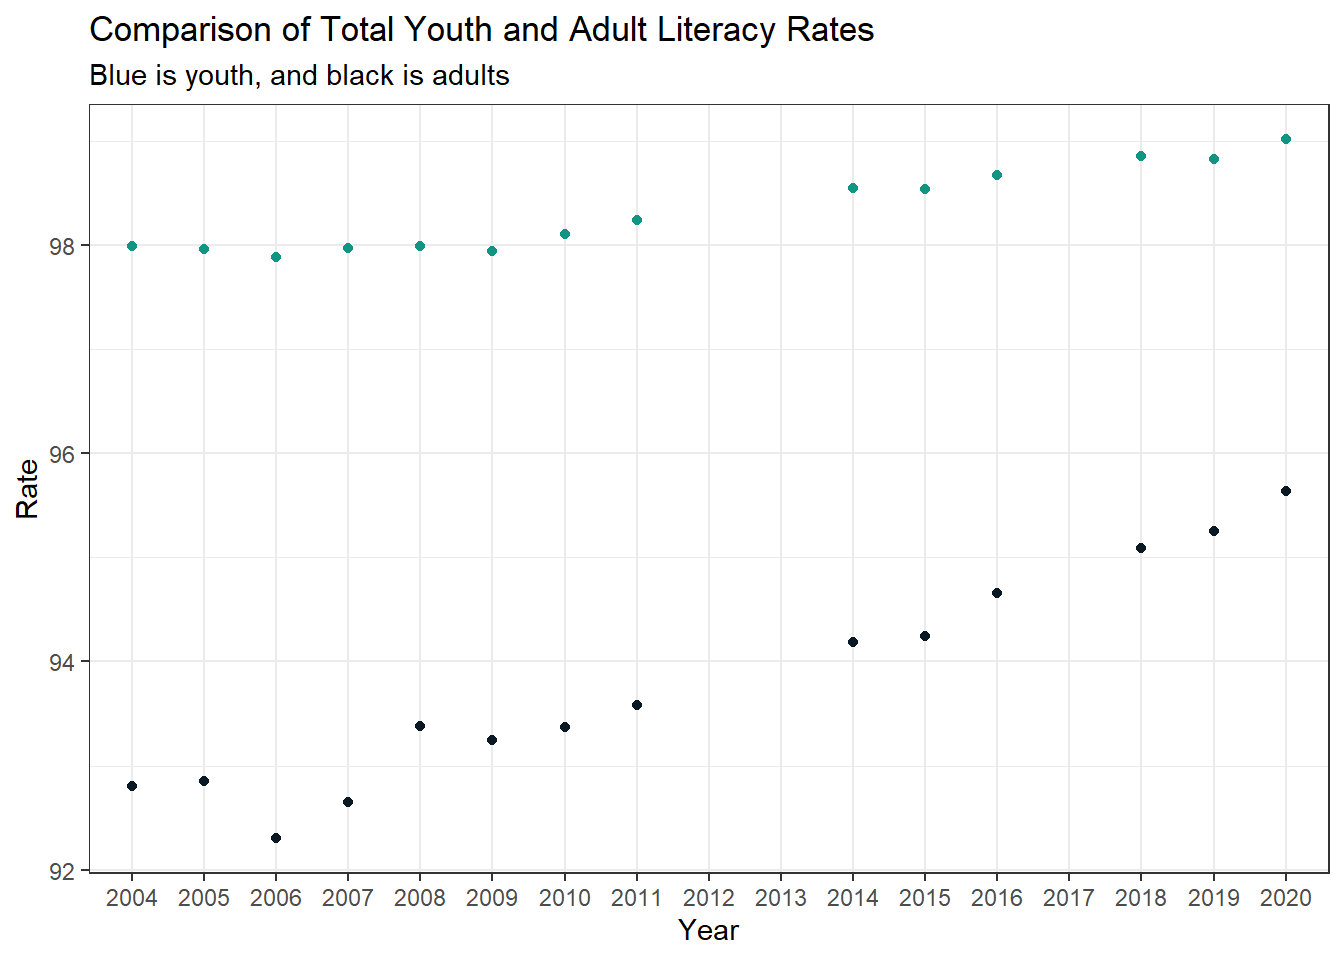 Comparison of Total Youth and Adult Literacy Rates
Blue is youth, and black is adults
98
96
94
92
Rate
2004 2005 2006 2007 2008 2009 2010 2011 2012 2013 2014 2015 2016 2017 2018 2019 2020
Year